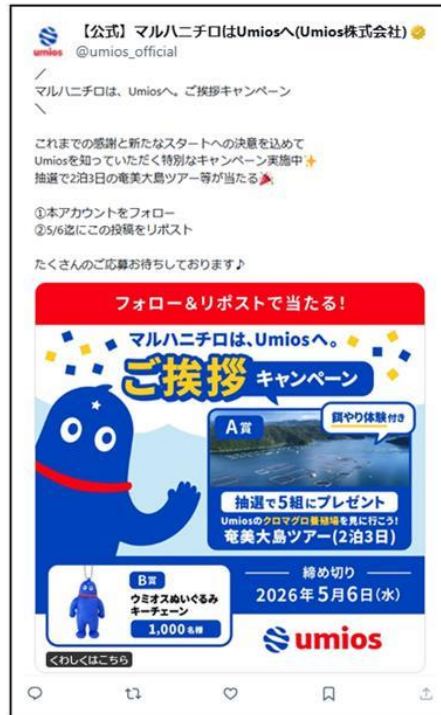 【公式】マルハニチロはUmiosへ(Umios株式会社)
umios
@umios_official
／
マルハニチロは、Umiosへ。ご挨拶キャンペーン
＼
これまでの感謝と新たなスタートへの決意を込めて
Umiosを知っていただく特別なキャンペーン実施中✨
抽選で2泊3日の奄美大島ツアー等が当たる🎉
①本アカウントをフォロー
②5/6迄にこの投稿をリポスト
たくさんのご応募お待ちしております♪
フォロー＆リポストで当たる！
マルハニチロは、Umiosへ。
ご挨拶キャンペーン
A賞
餌やり体験付き
抽選で5組にプレゼント
Umiosのクロマグロ養殖場を見に行こう！
奄美大島ツアー(2泊3日)
B賞
ウミオスぬいぐるみ
キーチェーン
1,000名様
締め切り
2026年5月6日(水)
umios
くわしくはこちら